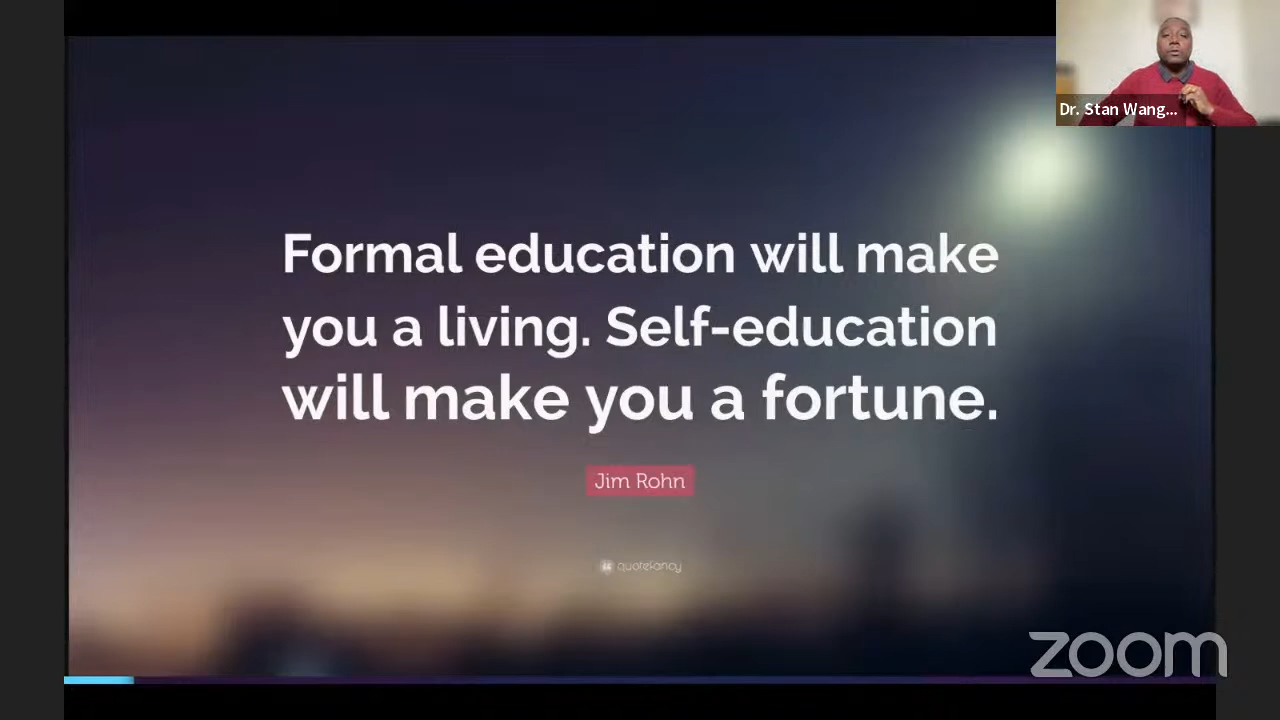 Dr. Stan Wang...
Formal education will make
you a living. Self-education
will make you a fortune.
Jim Rohn
quotefancy
zoom